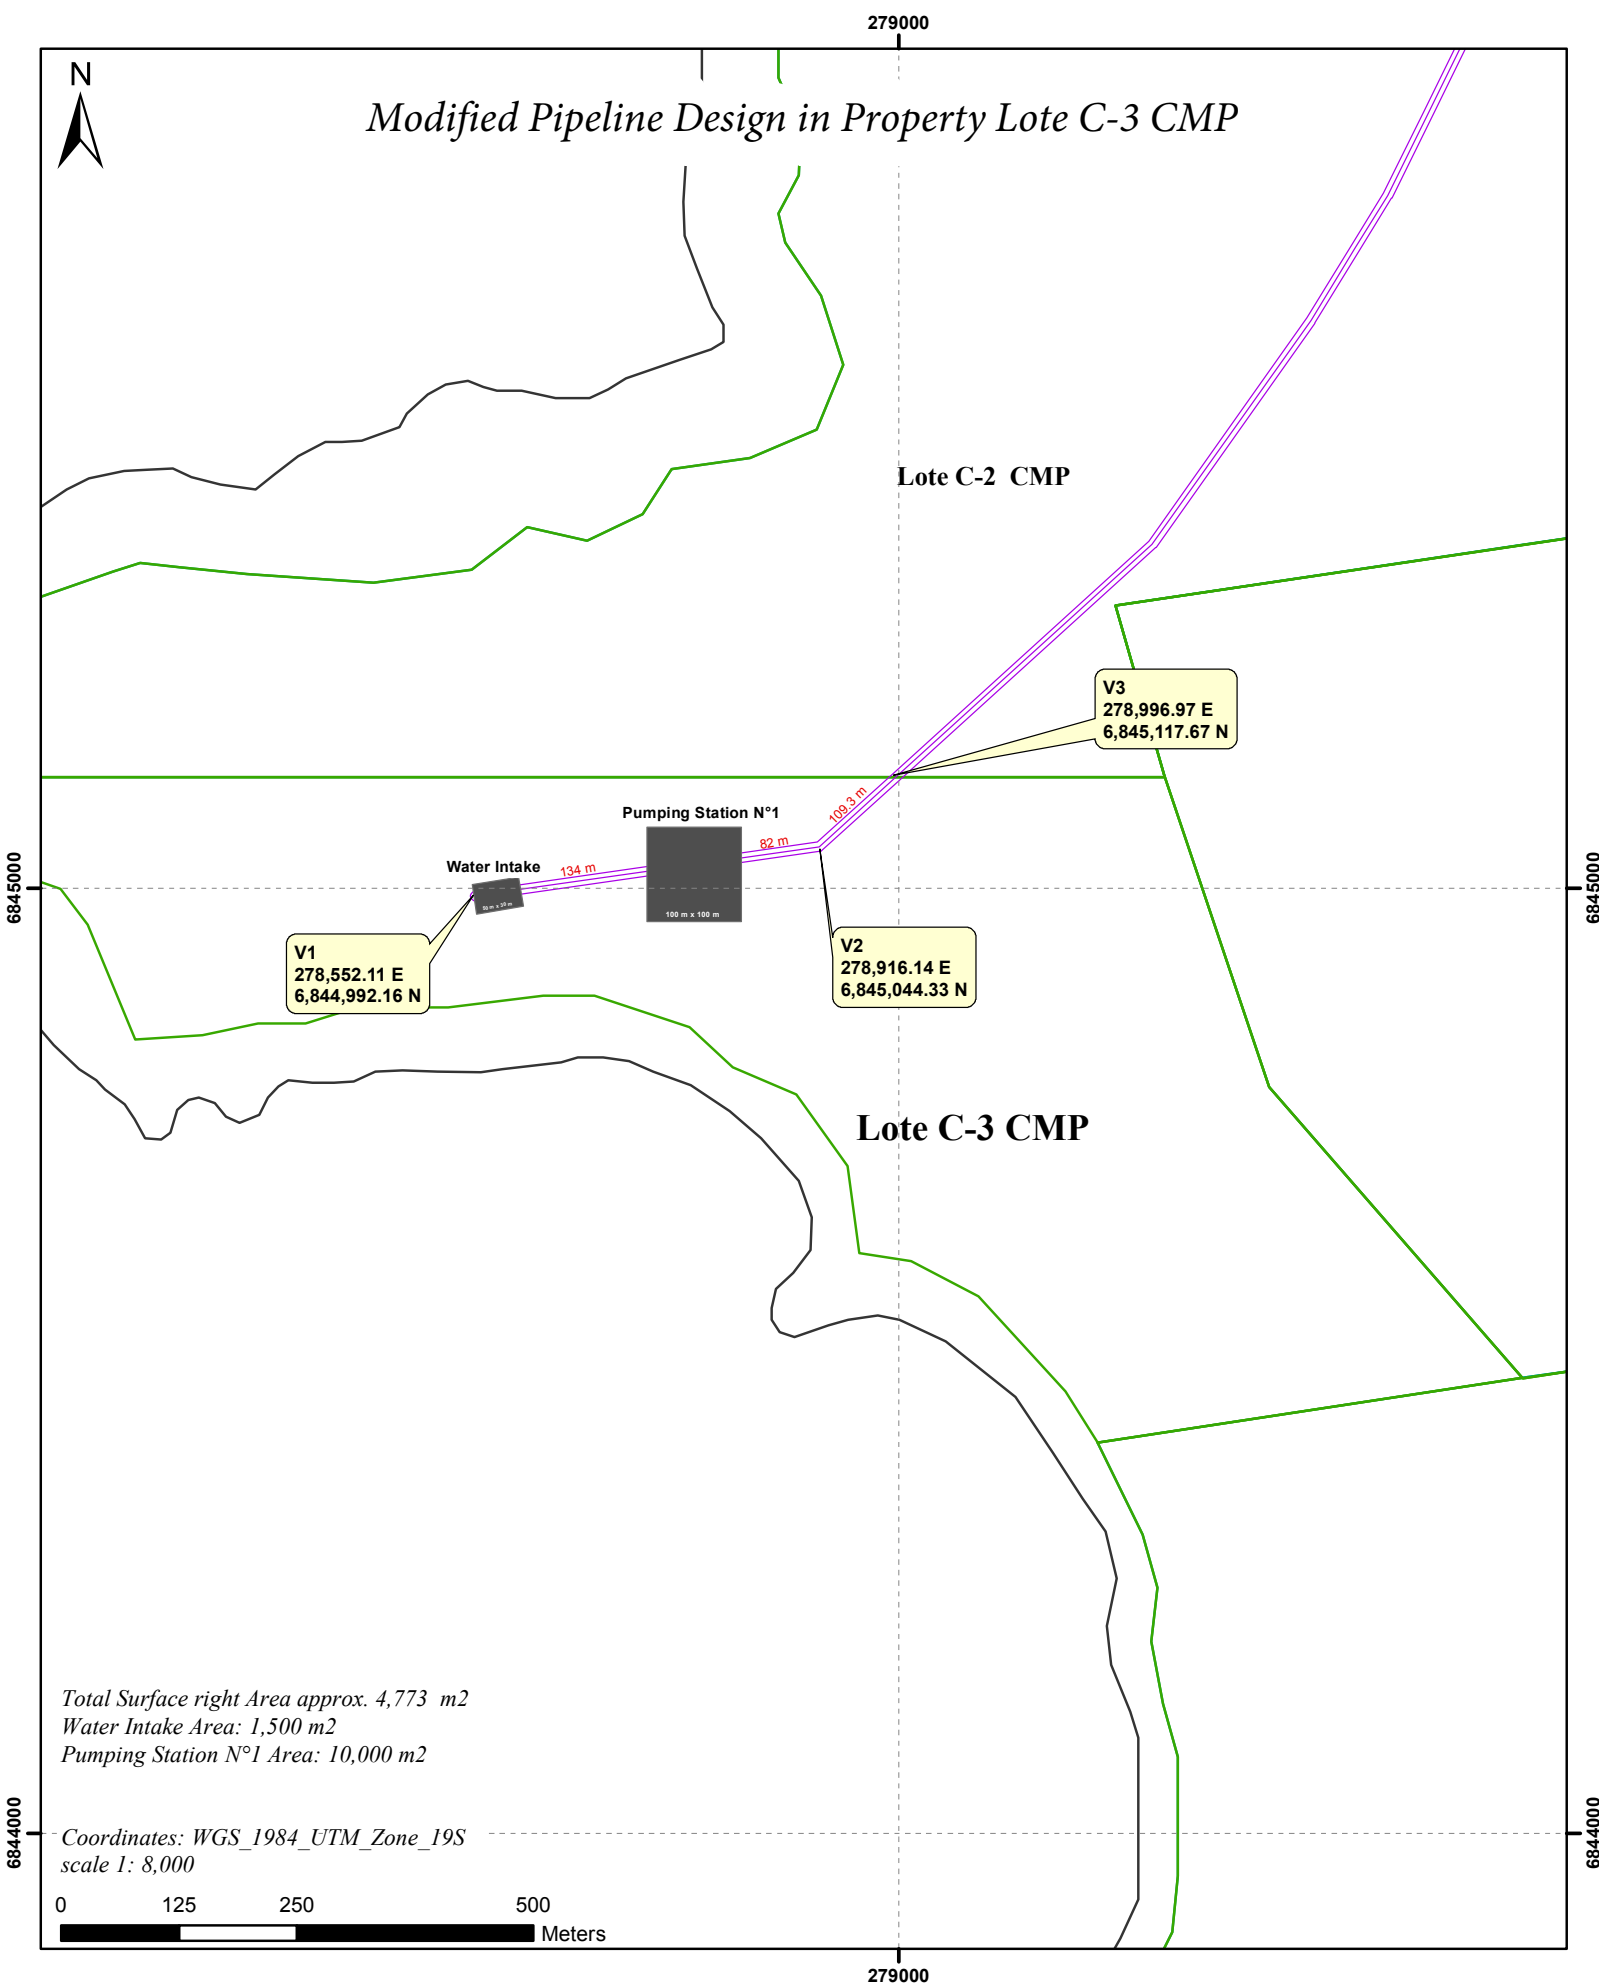 279000
N
Modified Pipeline Design in Property Lote C-3 CMP
Lote C-2 CMP
V3
278,996.97 E
6,845,117.67 N
109.3 m
Pumping Station N°1
82 m
Water Intake
134 m
6845000
6845000
100 m x 100 m
V1
278,552.11 E
6,844,992.16 N
V2
278,916.14 E
6,845,044.33 N
Lote C-3 CMP
Total Surface right Area approx. 4,773 m2
Water Intake Area: 1,500 m2
Pumping Station N°1 Area: 10,000 m2
6844000
6844000
Coordinates: WGS_1984_UTM_Zone_19S
scale 1: 8,000
0 125 250 500
Meters
279000